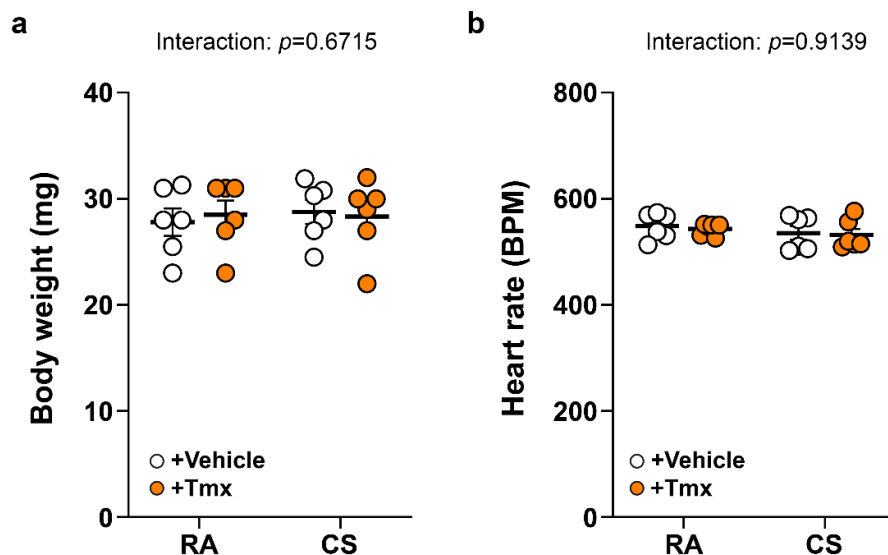 a
Interaction: p=0.6715
40
30
20
10
0
Body weight (mg)
+Vehicle
+Tmx
RA CS
b
Interaction: p=0.9139
800
600
400
200
0
Heart rate (BPM)
+Vehicle
+Tmx
RA CS